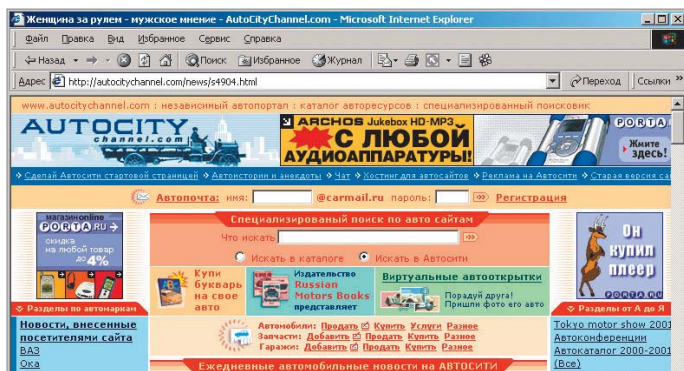 Женщина за рулем - мужское мнение - AutoCityChannel.com - Microsoft Internet Explorer
Файл Правка Вид Избранное Сервис Справка
Назад Поиск Избранное Журнал
Адрес http://autocitychannel.com/news/s4904.html Переход Ссылки »
www.autocitychannel.com : независимый автопортал : каталог авторесурсов : специализированный поисковик
AUTOCITY
channel.com
ARCHOS Jukebox HD-MP3
С ЛЮБОЙ
АУДИОАППАРАТУРЫ!
PORTA
Жмите
здесь!
Сделай Автосити стартовой страницей Автоистории и анекдоты Чат Хостинг для автосайтов Реклама на Автосити Старая версия са
Автопочта: имя: @carmail.ru пароль: Регистрация
магазин online
PORTA RU
скидка
на любой товар
до 4%
Специализированый поиск по авто сайтам
Что искать
Искать в каталоге Искать в Автосити
Купи
букварь
на свое
авто
Издательство
Russian
Motors Books
представляет
Виртуальные автооткрытки
Порадуй друга!
Пришли фото его авто
Он
купил
плеер
PORTA RU
Разделы по автомаркам
Новости, внесенные
посетителями сайта
ВАЗ
Ока
Автомобили: Продать Купить Услуги Разное
Запчасти: Добавить Продать Купить Разное
Гаражи: Добавить Продать Купить Разное
Ежедневные автомобильные новости на АВТОСИТИ
Разделы от А до Я
Tokyo motor show 2001
Автоконференции
Автокаталог 2000-2001
(Все)